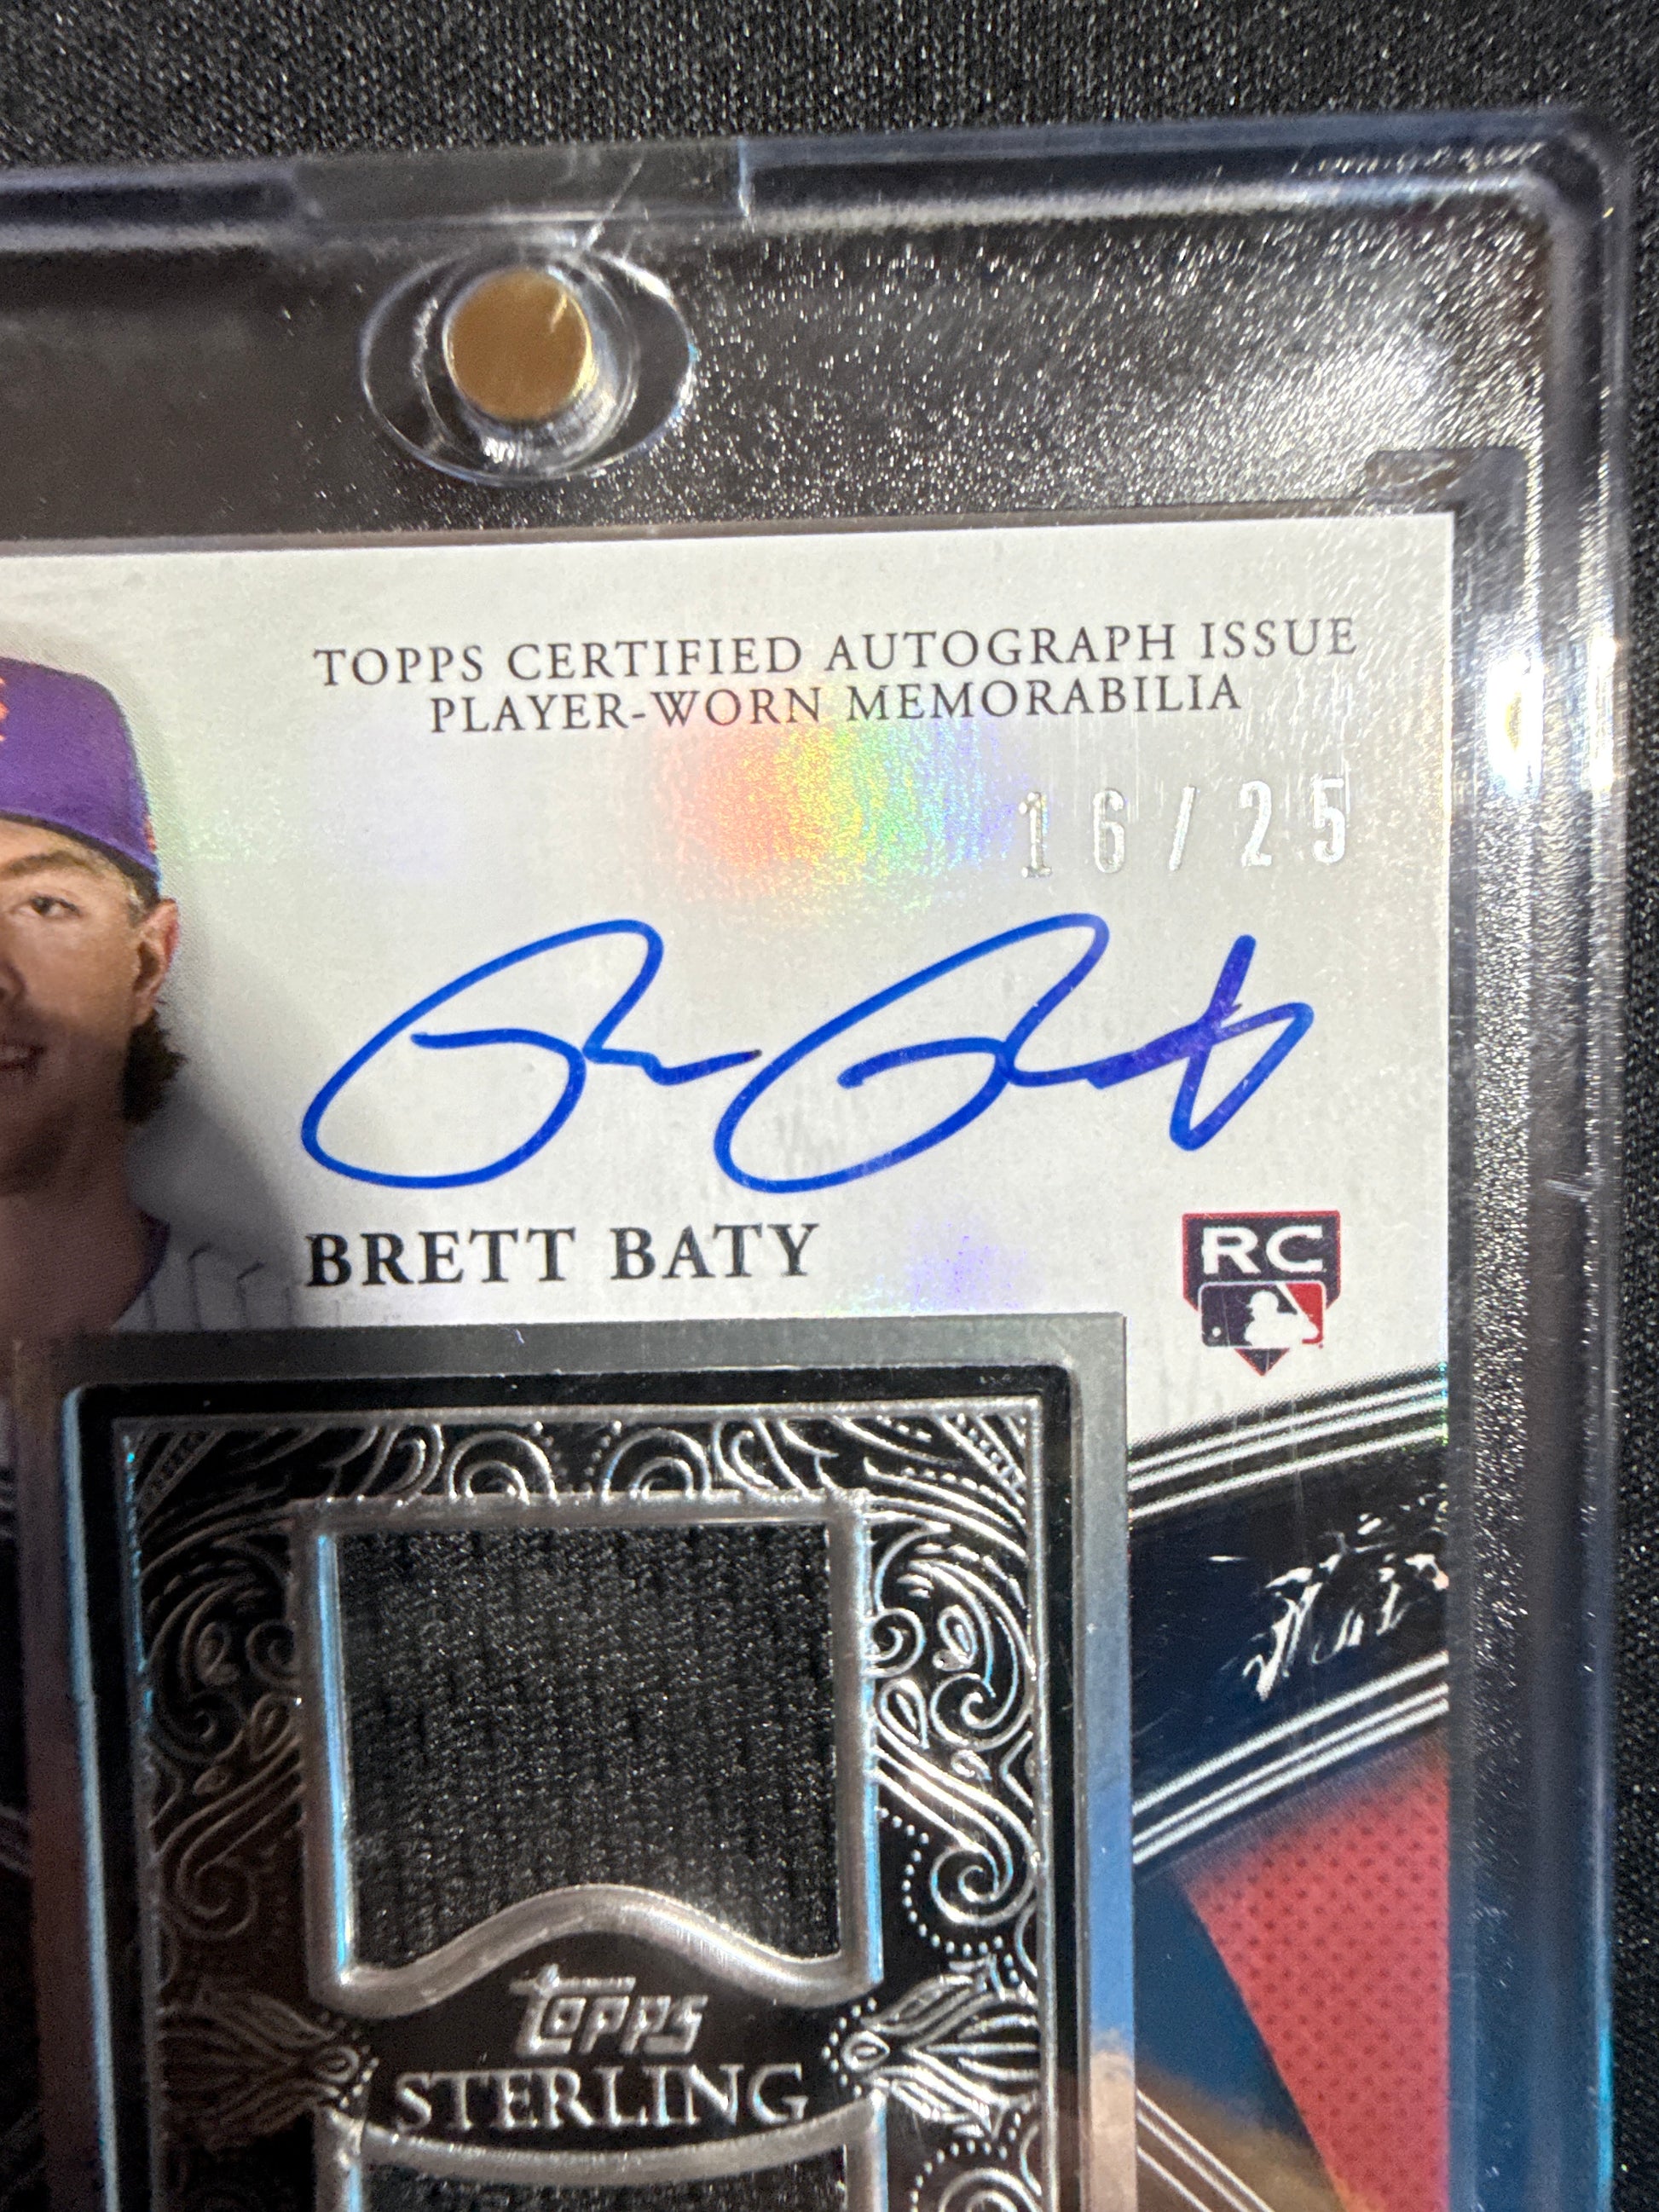 TOPPS CERTIFIED AUTOGRAPH ISSUE
PLAYER-WORN MEMORABILIA
16/25
BRETT BATY
RC
topps
STERLING